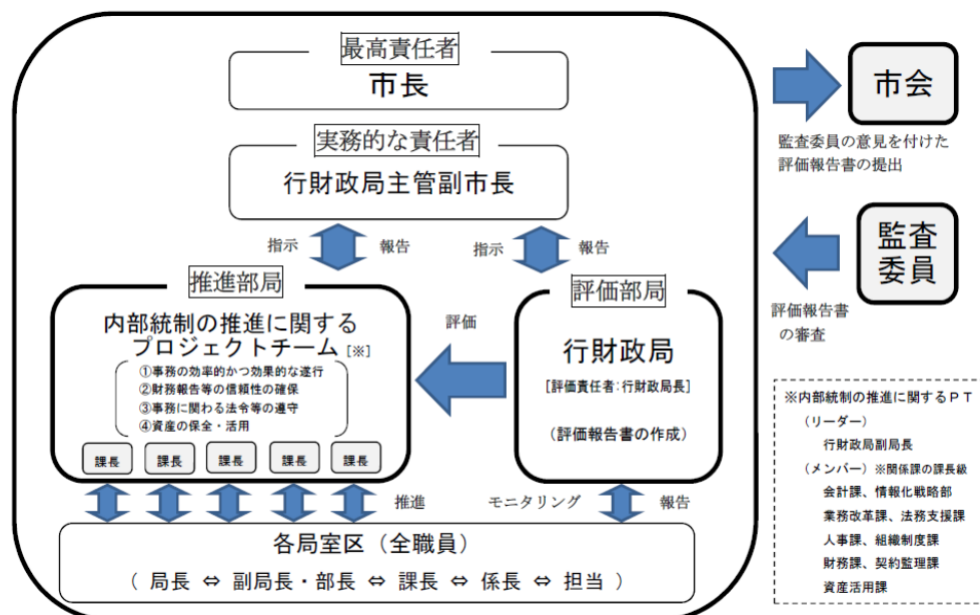 最高責任者
市長
実務的な責任者
行財政局主管副市長
指示 報告
指示 報告
推進部局
内部統制の推進に関する
プロジェクトチーム [※]
①事務の効率的かつ効果的な遂行
②財務報告等の信頼性の確保
③事務に関わる法令等の遵守
④資産の保全・活用
課長 課長 課長 課長 課長
評価
評価部局
行財政局
[評価責任者：行財政局長]
(評価報告書の作成)
推進
モニタリング 報告
各局室区（全職員）
( 局長 ⇔ 副局長・部長 ⇔ 課長 ⇔ 係長 ⇔ 担当 )
市会
監査委員の意見を付けた
評価報告書の提出
監査
委員
評価報告書
の審査
※内部統制の推進に関するＰＴ
（リーダー）
行財政局副局長
（メンバー）※関係課の課長級
会計課、情報化戦略部
業務改革課、法務支援課
人事課、組織制度課
財務課、契約監理課
資産活用課